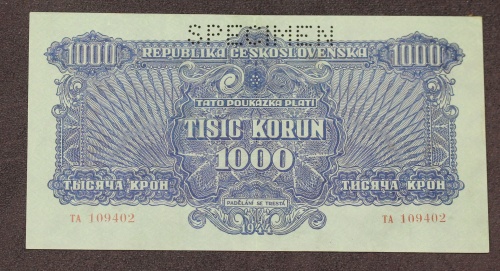 SPECIMEN
1000 REPUBLIKA ČESKOSLOVENSKÁ 1000
TATO POUKÁZKA PLATÍ
TISÍC KORUN
1000
ТЫСЯЧА КРОН ТИСЯЧА КРОН
PADĚLÁNÍ SE TRESTÁ
TA 109402 TA 109402
1944